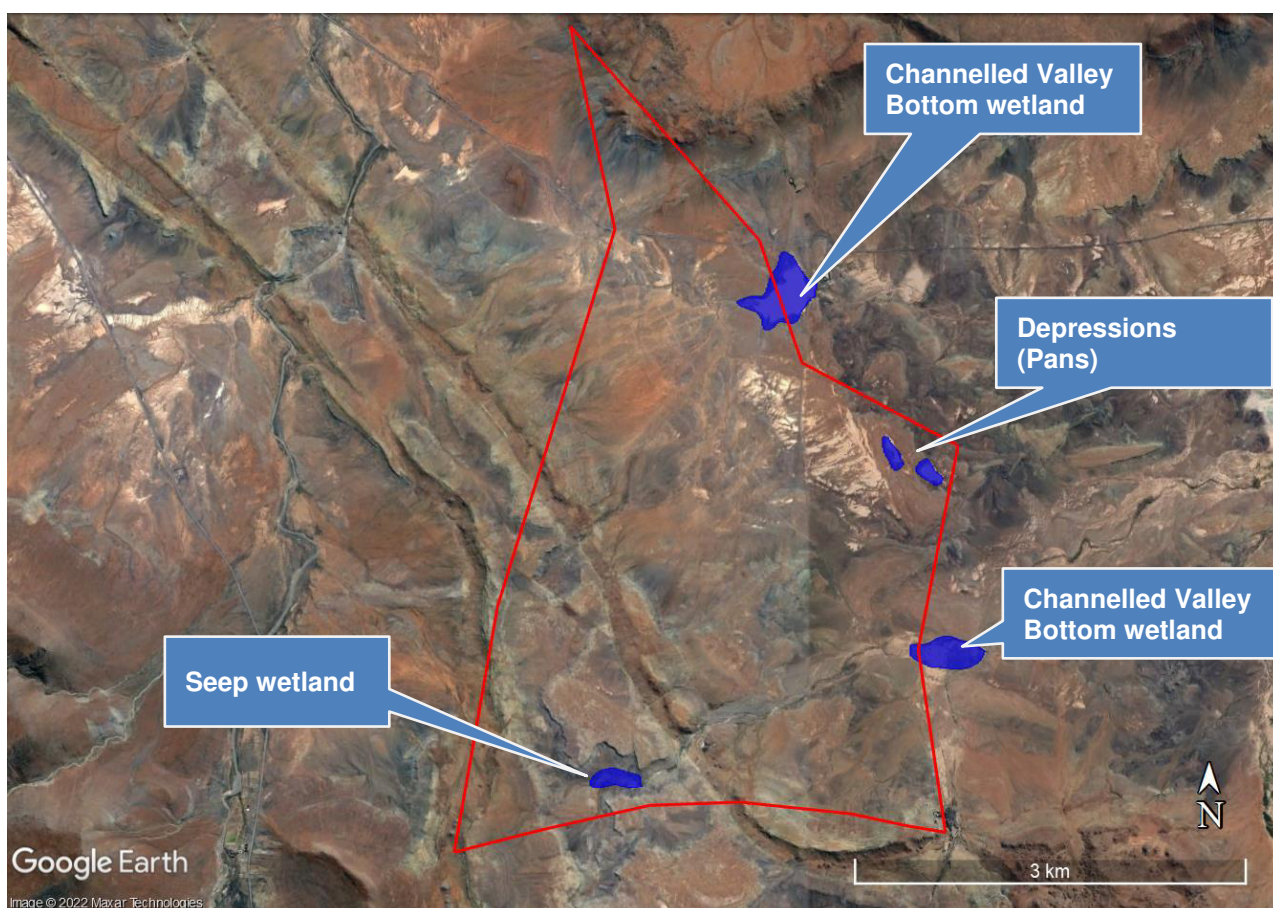 Channelled Valley
Bottom wetland
Depressions
(Pans)
Channelled Valley
Bottom wetland
Seep wetland
N
Google Earth
3 km
Image © 2022 Maxar Technologies